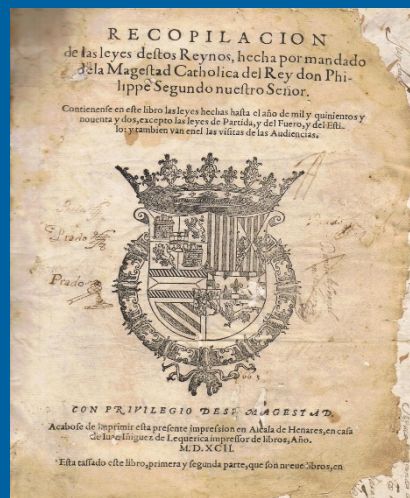 RECOPILACION
de las leyes destos Reynos, hecha por mandado
dela Magestad Catholica del Rey don Phi-
lippe Segundo nuestro Señor.
Contienense en este libro las leyes hechas hasta el año de mil y quinientos y
nouenta y dos, excepto las leyes de Partida, y del Fuero, y del Esti-
lo: y tambien van enel las visitas de las Audiencias.
Prado
Prado
CON PRIVILEGIO DESV MAGESTAD.
Acabose de imprimir esta presente impression en Alcala de Henares, en casa
de Iuan Iñiguez de Lequerica impressor de libros, Año.
M.D.XCII.
Esta tassado este libro, primera y segunda parte, que son nueue libros, en